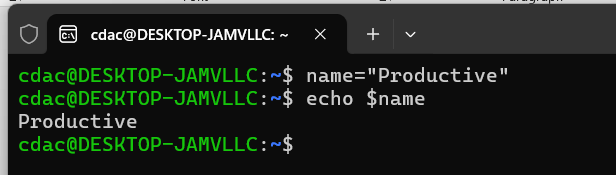 cdac@DESKTOP-JAMVLLC: ~
cdac@DESKTOP-JAMVLLC:~$ name="Productive"
cdac@DESKTOP-JAMVLLC:~$ echo $name
Productive
cdac@DESKTOP-JAMVLLC:~$